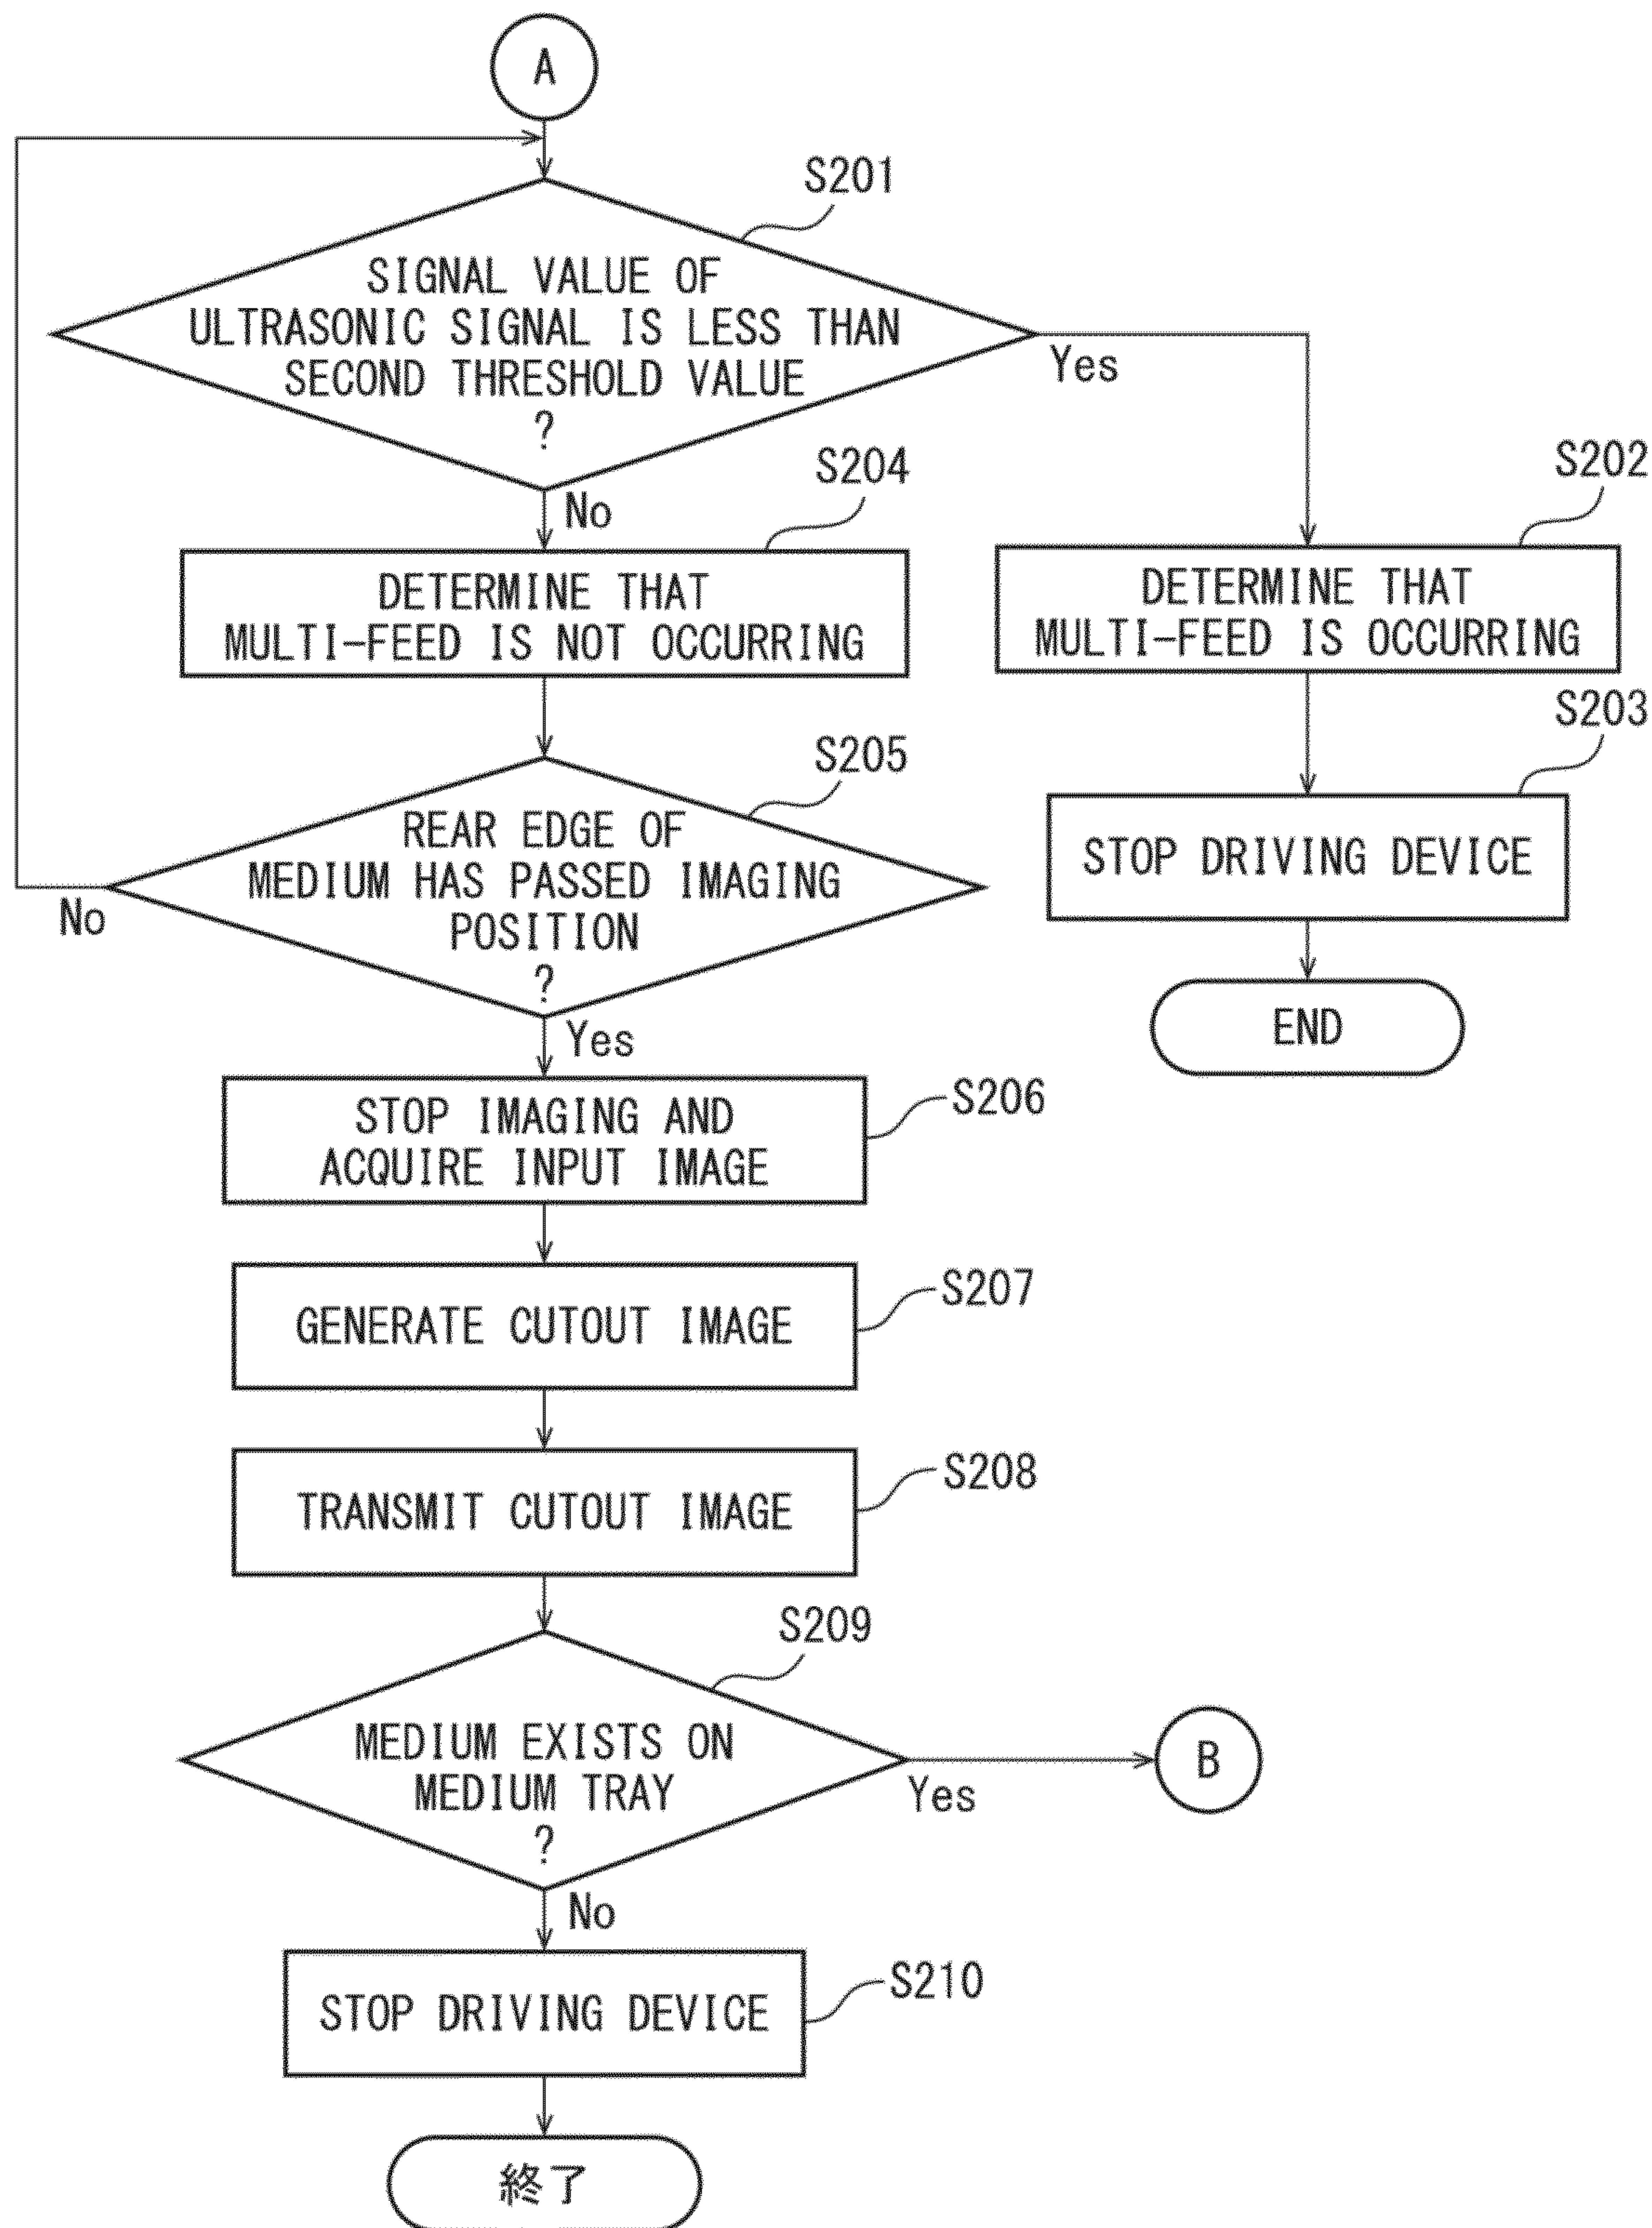 A
S201
SIGNAL VALUE OF
ULTRASONIC SIGNAL IS LESS THAN
SECOND THRESHOLD VALUE
?
Yes
No
S204
DETERMINE THAT
MULTI-FEED IS NOT OCCURRING
S202
DETERMINE THAT
MULTI-FEED IS OCCURRING
S203
STOP DRIVING DEVICE
END
S205
REAR EDGE OF
MEDIUM HAS PASSED IMAGING
POSITION
?
No
Yes
S206
STOP IMAGING AND
ACQUIRE INPUT IMAGE
S207
GENERATE CUTOUT IMAGE
S208
TRANSMIT CUTOUT IMAGE
S209
MEDIUM EXISTS ON
MEDIUM TRAY
?
Yes
B
No
S210
STOP DRIVING DEVICE
終了